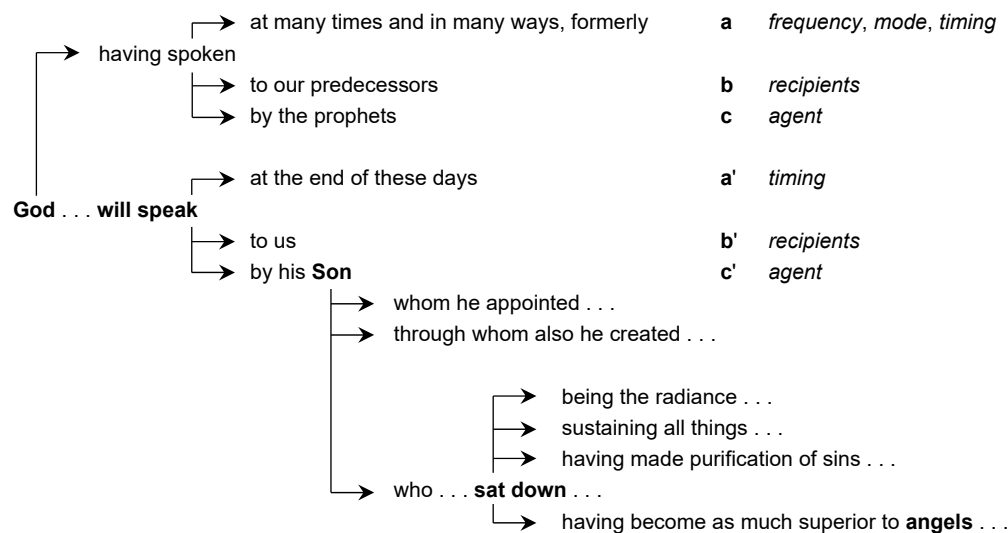 at many times and in many ways, formerly a frequency, mode, timing
having spoken
to our predecessors b recipients
by the prophets c agent
at the end of these days a' timing
God . . . will speak
to us b' recipients
by his Son c' agent
whom he appointed . . .
through whom also he created . . .
being the radiance . . .
sustaining all things . . .
having made purification of sins . . .
who . . . sat down . . .
having become as much superior to angels . . .